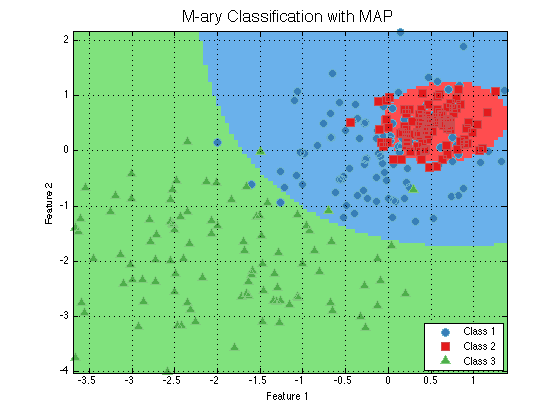 M-ary Classification with MAP
2
1
0
-1
-2
-3
-4
Feature 2
-3.5 -3 -2.5 -2 -1.5 -1 -0.5 0 0.5 1
Feature 1
Class 1
Class 2
Class 3